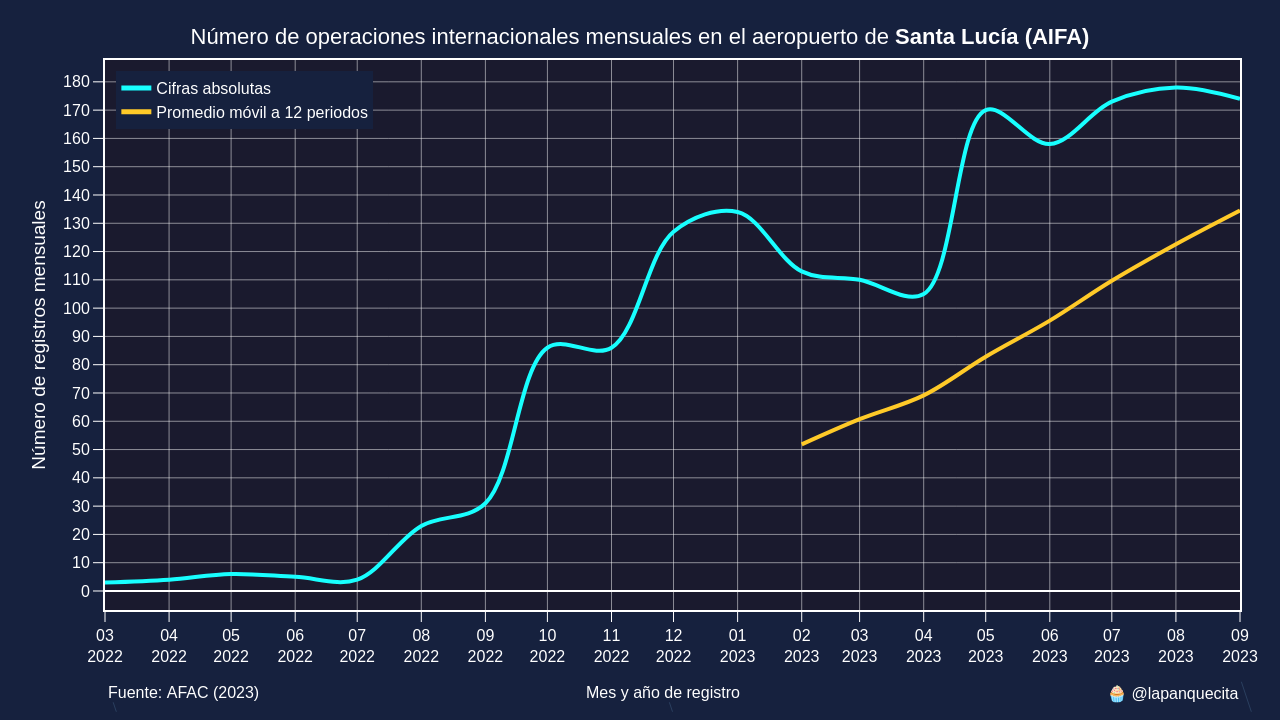 Número de operaciones internacionales mensuales en el aeropuerto de Santa Lucía (AIFA)
Cifras absolutas
Promedio móvil a 12 periodos
Número de registros mensuales
180
170
160
150
140
130
120
110
100
90
80
70
60
50
40
30
20
10
0
03 04 05 06 07 08 09 10 11 12 01 02 03 04 05 06 07 08 09
2022 2022 2022 2022 2022 2022 2022 2022 2022 2022 2023 2023 2023 2023 2023 2023 2023 2023 2023
Fuente: AFAC (2023) Mes y año de registro 🧁 @lapanquecita